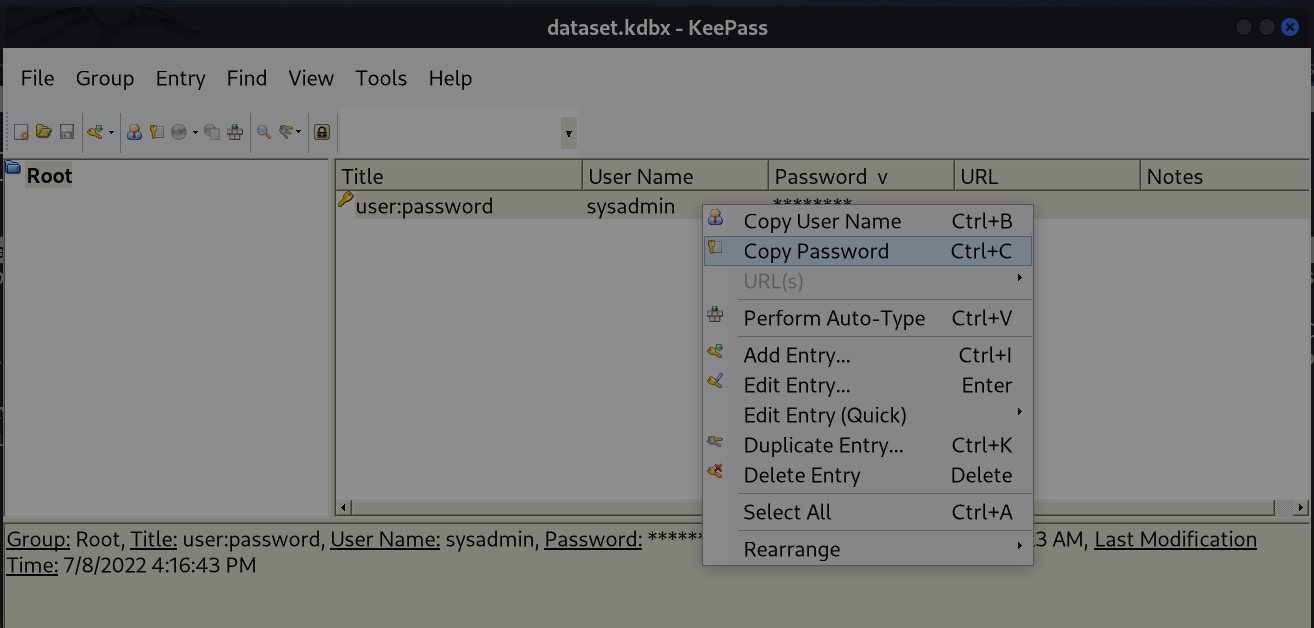 dataset.kdbx - KeePass
File Group Entry Find View Tools Help
Root
Title User Name Password v URL Notes
user:password sysadmin ********
Copy User Name Ctrl+B
Copy Password Ctrl+C
URL(s)
Perform Auto-Type Ctrl+V
Add Entry... Ctrl+I
Edit Entry... Enter
Edit Entry (Quick)
Duplicate Entry... Ctrl+K
Delete Entry Delete
Select All Ctrl+A
Rearrange
Group: Root, Title: user:password, User Name: sysadmin, Password: ****** 3 AM, Last Modification
Time: 7/8/2022 4:16:43 PM